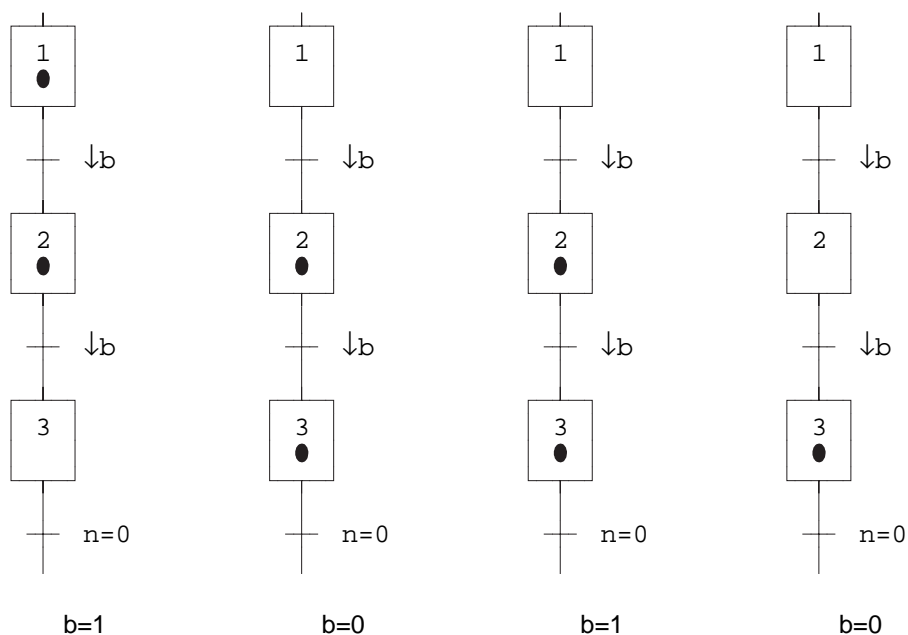 1 1 1 1
↓b ↓b ↓b ↓b
2 2 2 2
↓b ↓b ↓b ↓b
3 3 3 3
n=0 n=0 n=0 n=0
b=1 b=0 b=1 b=0